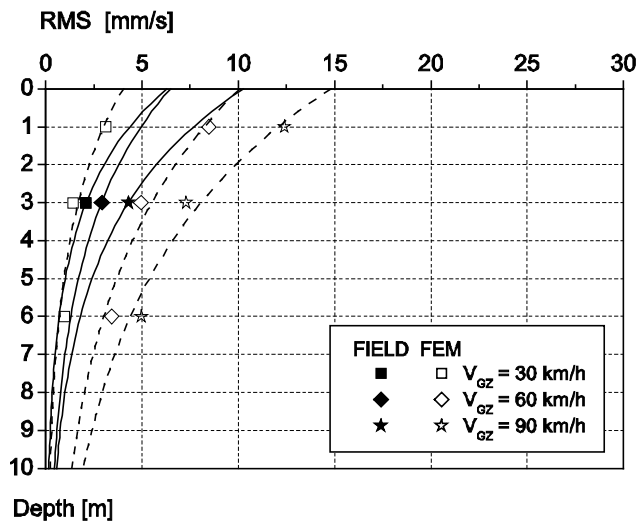 RMS [mm/s]
0 5 10 15 20 25 30
0
1
2
3
4
5
6
7
8
9
10
FIELD FEM
V_GZ = 30 km/h
V_GZ = 60 km/h
V_GZ = 90 km/h
Depth [m]